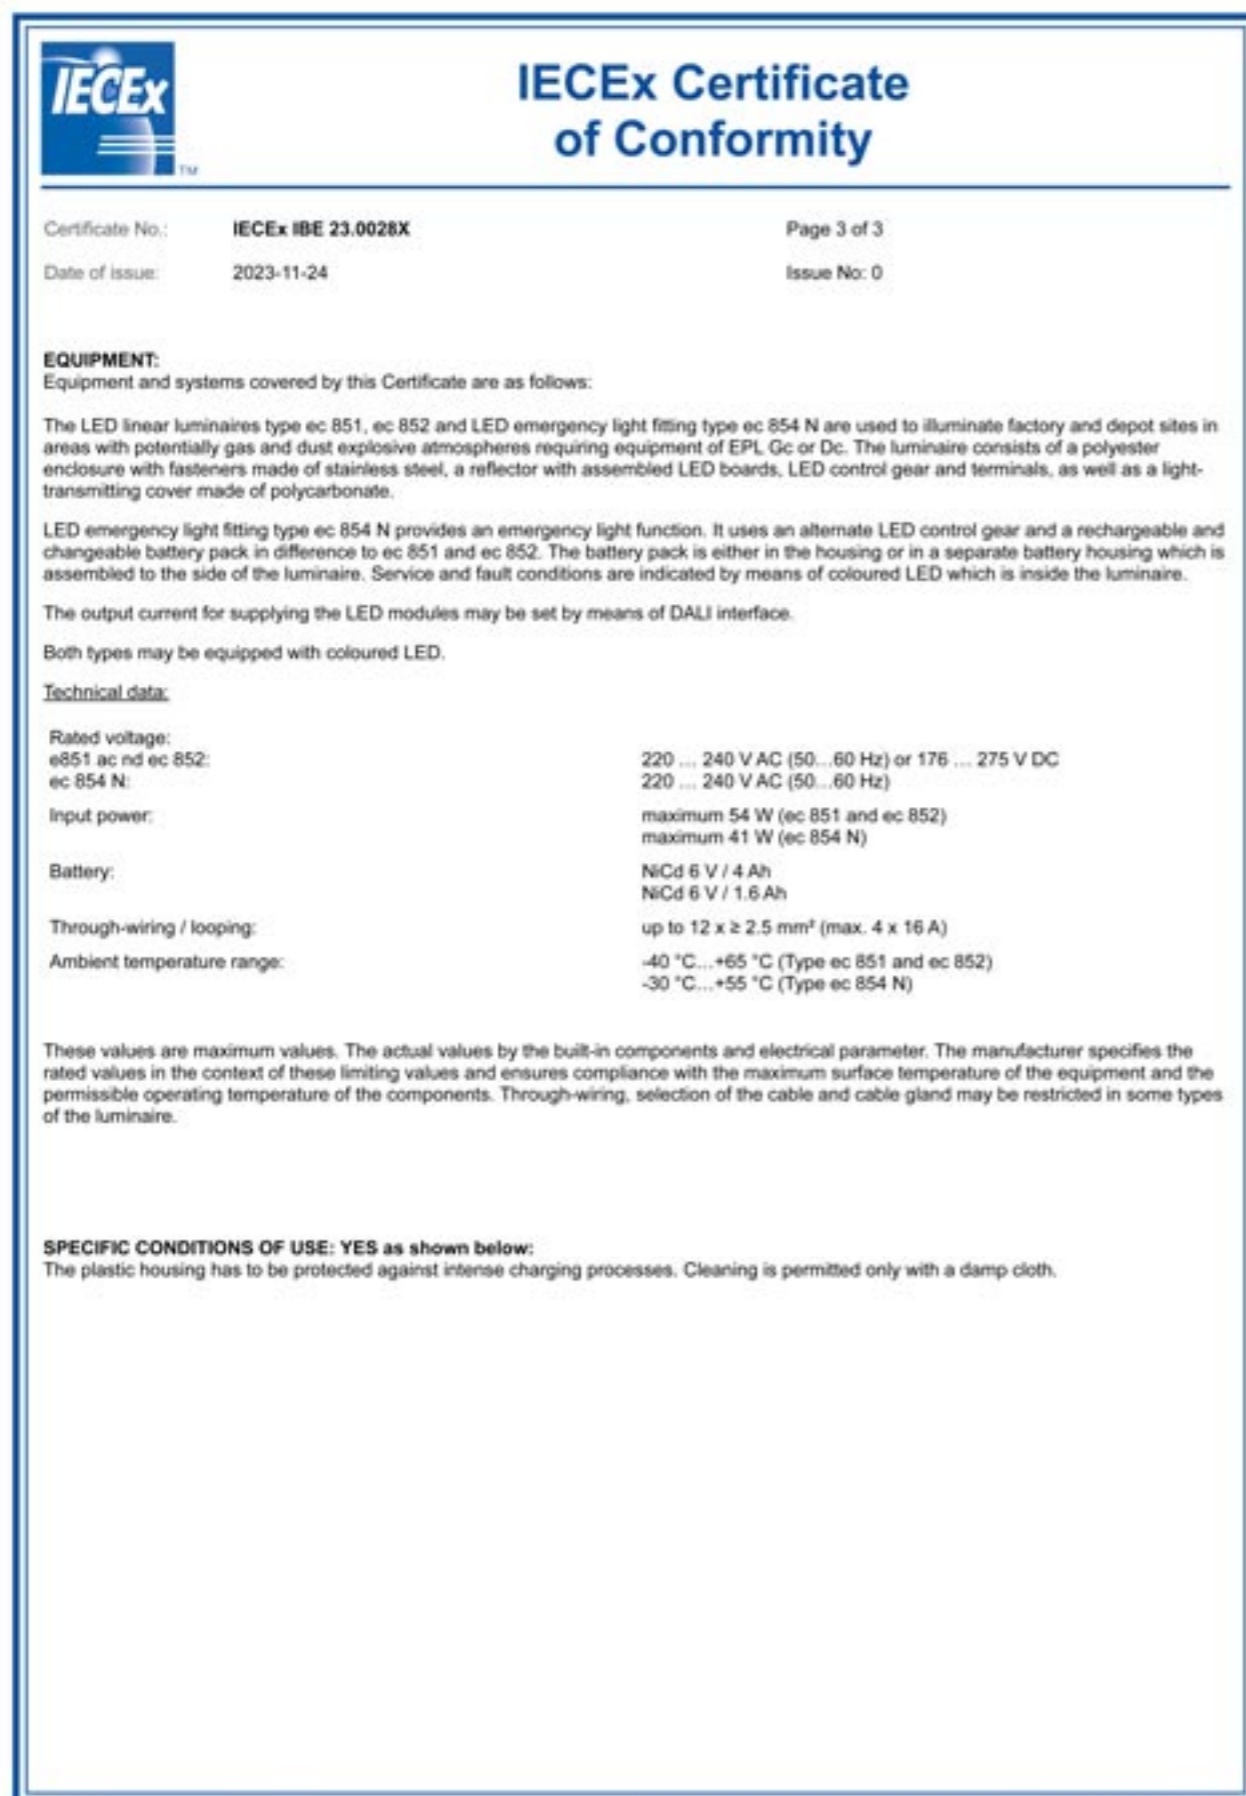 IECEx
TM
IECEx Certificate
of Conformity
Certificate No.: IECEx IBE 23.0028X Page 3 of 3
Date of issue: 2023-11-24 Issue No: 0
EQUIPMENT:
Equipment and systems covered by this Certificate are as follows:
The LED linear luminaires type ec 851, ec 852 and LED emergency light fitting type ec 854 N are used to illuminate factory and depot sites in
areas with potentially gas and dust explosive atmospheres requiring equipment of EPL Gc or Dc. The luminaire consists of a polyester
enclosure with fasteners made of stainless steel, a reflector with assembled LED boards, LED control gear and terminals, as well as a light-
transmitting cover made of polycarbonate.
LED emergency light fitting type ec 854 N provides an emergency light function. It uses an alternate LED control gear and a rechargeable and
changeable battery pack in difference to ec 851 and ec 852. The battery pack is either in the housing or in a separate battery housing which is
assembled to the side of the luminaire. Service and fault conditions are indicated by means of coloured LED which is inside the luminaire.
The output current for supplying the LED modules may be set by means of DALI interface.
Both types may be equipped with coloured LED.
Technical data:
Rated voltage:
e851 ac nd ec 852: 220 ... 240 V AC (50...60 Hz) or 176 ... 275 V DC
ec 854 N: 220 ... 240 V AC (50...60 Hz)
Input power: maximum 54 W (ec 851 and ec 852)
maximum 41 W (ec 854 N)
Battery: NiCd 6 V / 4 Ah
NiCd 6 V / 1.6 Ah
Through-wiring / looping: up to 12 x ≥ 2.5 mm² (max. 4 x 16 A)
Ambient temperature range: -40 °C...+65 °C (Type ec 851 and ec 852)
-30 °C...+55 °C (Type ec 854 N)
These values are maximum values. The actual values by the built-in components and electrical parameter. The manufacturer specifies the
rated values in the context of these limiting values and ensures compliance with the maximum surface temperature of the equipment and the
permissible operating temperature of the components. Through-wiring, selection of the cable and cable gland may be restricted in some types
of the luminaire.
SPECIFIC CONDITIONS OF USE: YES as shown below:
The plastic housing has to be protected against intense charging processes. Cleaning is permitted only with a damp cloth.